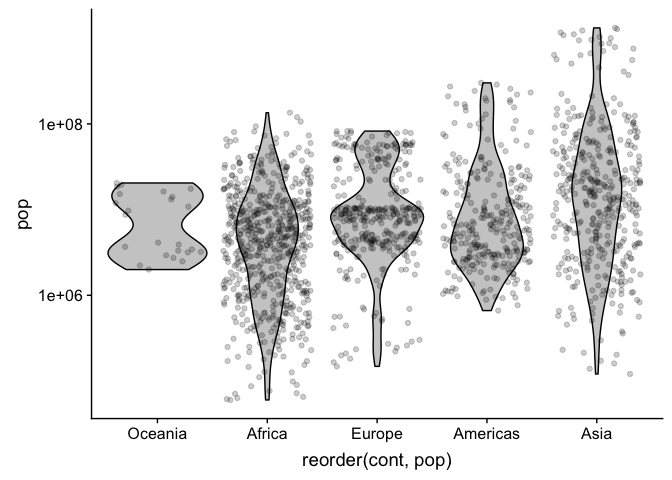 pop
1e+08
1e+06
Oceania Africa Europe Americas Asia
reorder(cont, pop)